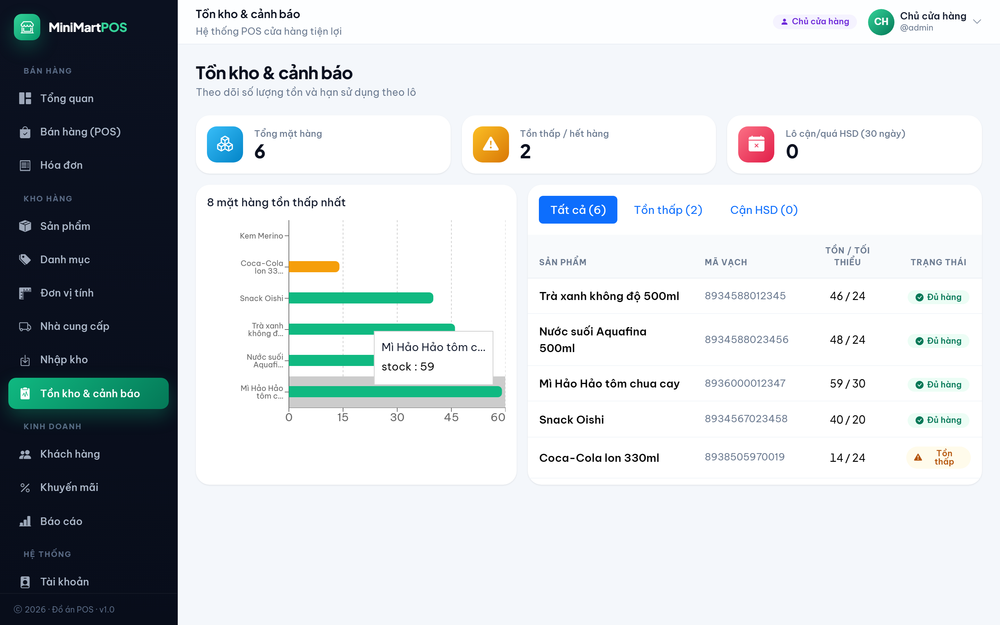 MiniMartPOS
BÁN HÀNG
Tổng quan
Bán hàng (POS)
Hóa đơn
KHO HÀNG
Sản phẩm
Danh mục
Đơn vị tính
Nhà cung cấp
Nhập kho
Tồn kho & cảnh báo
KINH DOANH
Khách hàng
Khuyến mãi
Báo cáo
HỆ THỐNG
Tài khoản
© 2026 · Đồ án POS · v1.0
Tồn kho & cảnh báo
Hệ thống POS cửa hàng tiện lợi
Chủ cửa hàng
CH
Chủ cửa hàng
@admin
Tồn kho & cảnh báo
Theo dõi số lượng tồn và hạn sử dụng theo lô
Tổng mặt hàng
6
Tồn thấp / hết hàng
2
Lô cận/quá HSD (30 ngày)
0
8 mặt hàng tồn thấp nhất
Kem Merino
Coca-Cola
lon 33...
Snack Oishi
Trà xanh
không đ...
Nước suối
Aquafi...
Mì Hảo Hảo
tôm c...
Mì Hảo Hảo tôm c...
stock : 59
0 15 30 45 60
Tất cả (6) Tồn thấp (2) Cận HSD (0)
SẢN PHẨM MÃ VẠCH TỒN / TỐI THIỂU TRẠNG THÁI
Trà xanh không độ 500ml 8934588012345 46 / 24 Đủ hàng
Nước suối Aquafina
500ml 8934588023456 48 / 24 Đủ hàng
Mì Hảo Hảo tôm chua cay 8936000012347 59 / 30 Đủ hàng
Snack Oishi 8934567023458 40 / 20 Đủ hàng
Coca-Cola lon 330ml 8938505970019 14 / 24 Tồn thấp